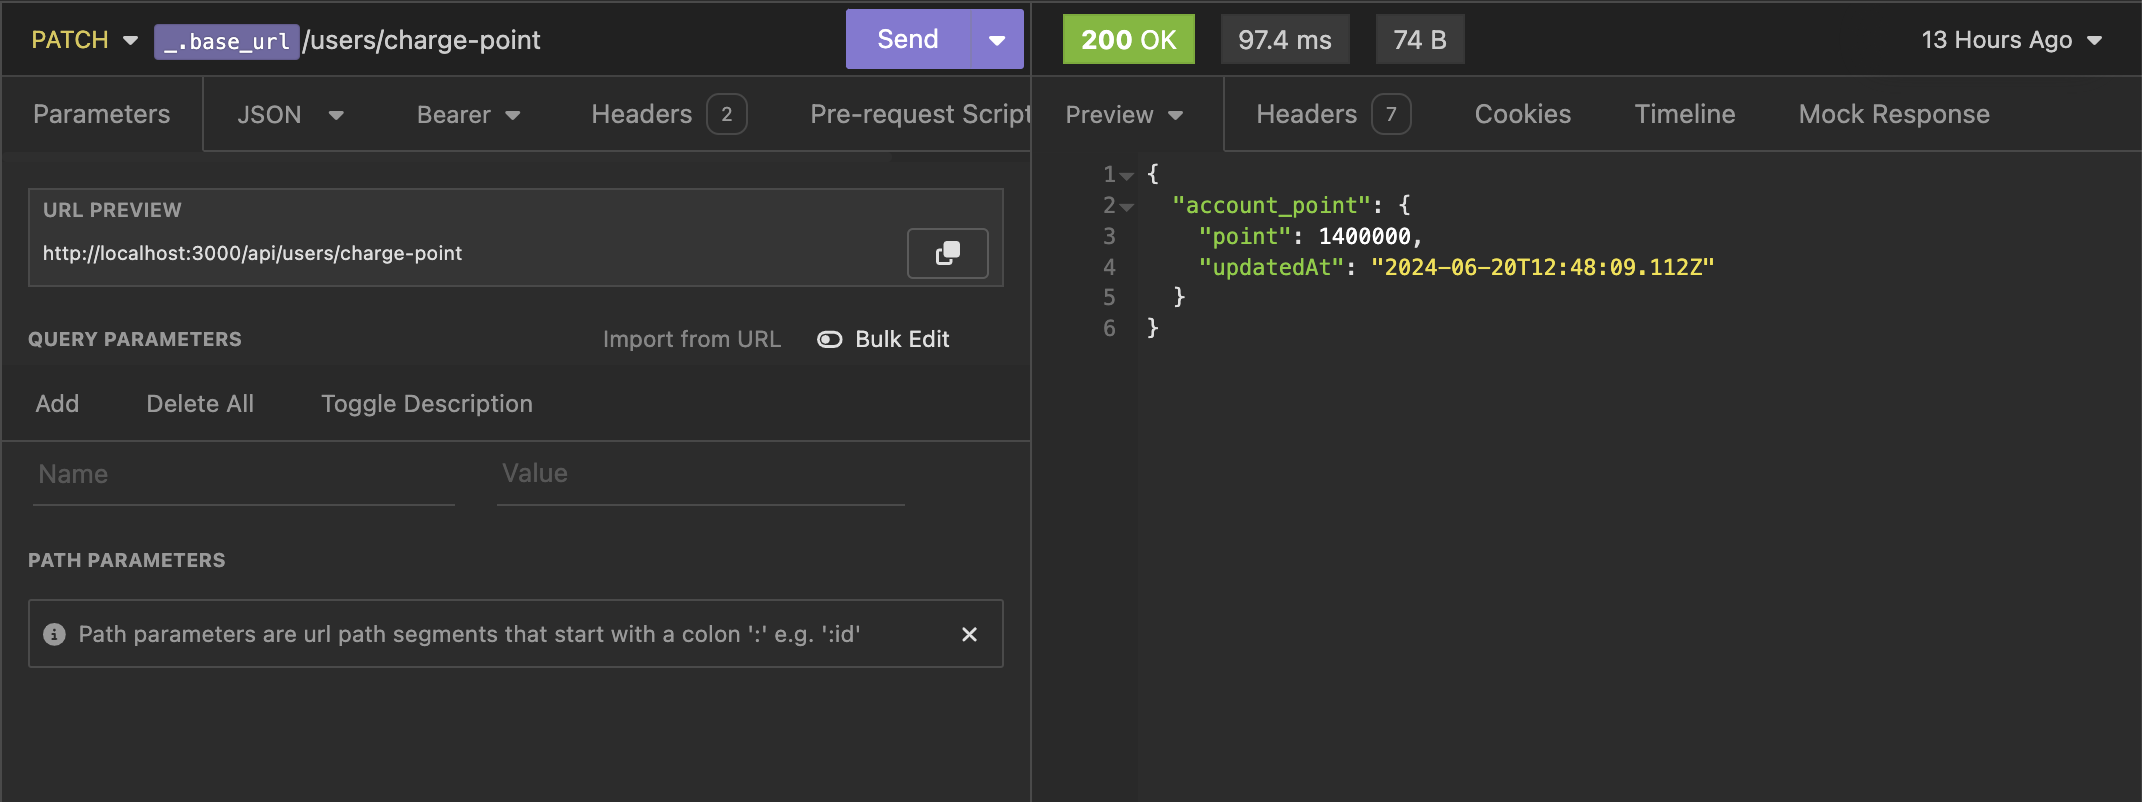 PATCH _.base_url /users/charge-point Send
Parameters JSON Bearer Headers 2 Pre-request Script
URL PREVIEW
http://localhost:3000/api/users/charge-point
QUERY PARAMETERS Import from URL Bulk Edit
Add Delete All Toggle Description
Name Value
PATH PARAMETERS
Path parameters are url path segments that start with a colon ':' e.g. ':id'
200 OK 97.4 ms 74 B 13 Hours Ago
Preview Headers 7 Cookies Timeline Mock Response
1 {
2 "account_point": {
3 "point": 1400000,
4 "updatedAt": "2024-06-20T12:48:09.112Z"
5 }
6 }